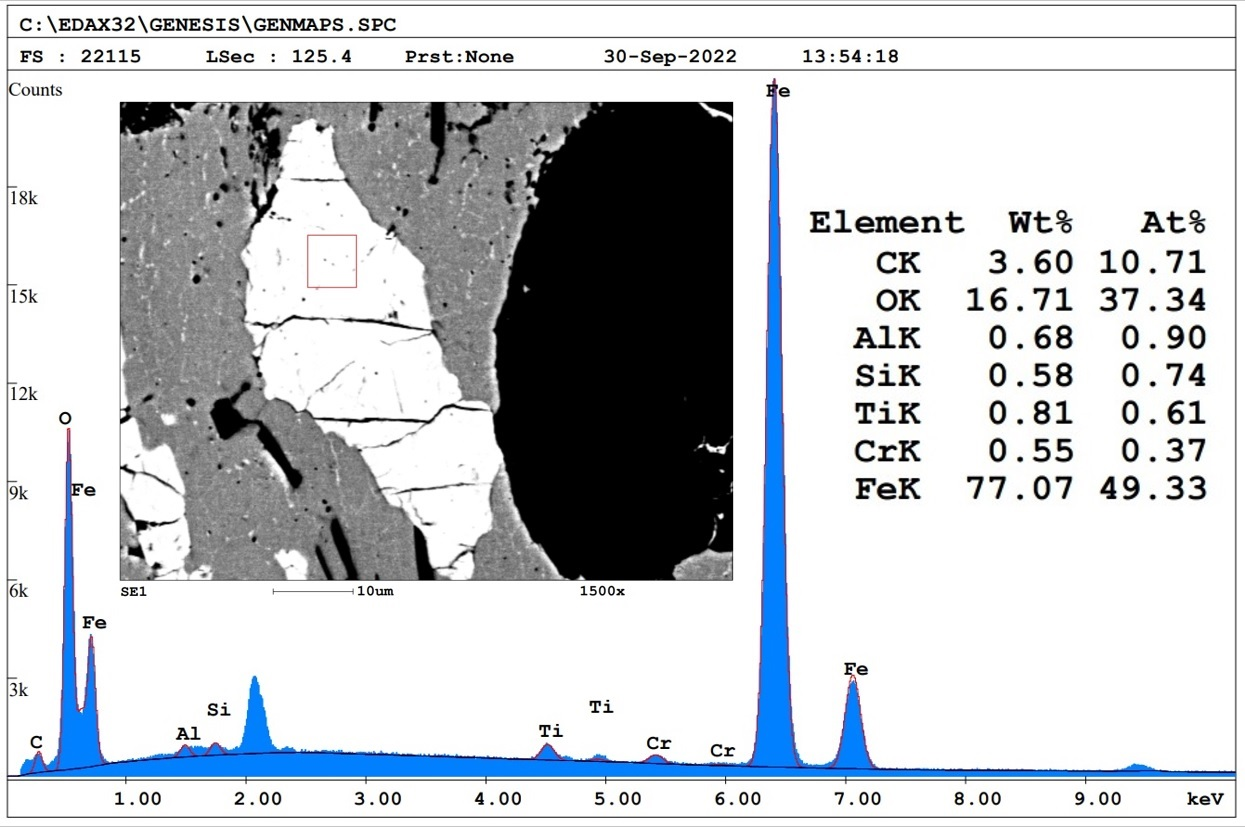 C:\EDAX32\GENESIS\GENMAPS.SPC
FS : 22115 LSec : 125.4 Prst:None 30-Sep-2022 13:54:18
Counts
Fe
18k
15k
12k
9k
6k
3k
Element Wt% At%
CK 3.60 10.71
OK 16.71 37.34
AlK 0.68 0.90
SiK 0.58 0.74
TiK 0.81 0.61
CrK 0.55 0.37
FeK 77.07 49.33
SE1 10um 1500x
O
Fe
Fe
C
Al
Si
Ti
Ti
Cr
Cr
Fe
1.00 2.00 3.00 4.00 5.00 6.00 7.00 8.00 9.00 keV